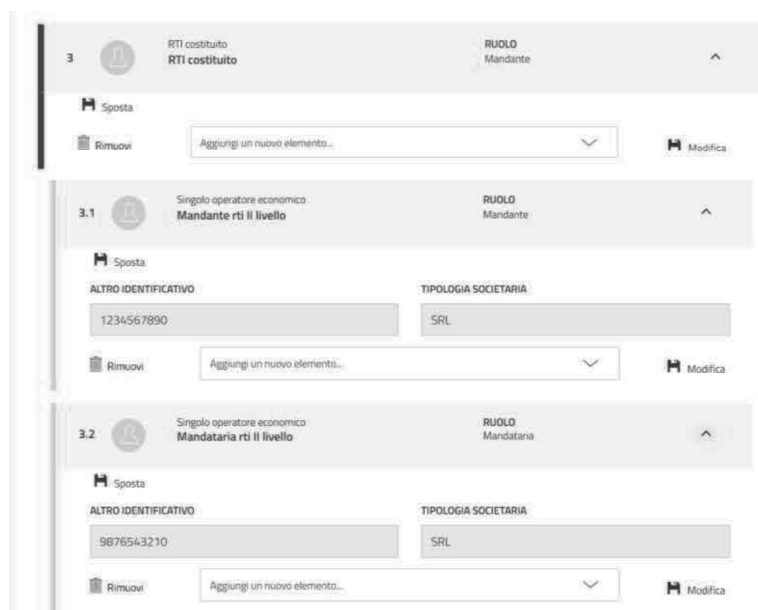 3
RTI costituito
RTI costituito
RUOLO
Mandante
Sposta
Rimuovi
Aggiungi un nuovo elemento...
Modifica
3.1
Singolo operatore economico
Mandante rti II livello
RUOLO
Mandante
Sposta
ALTRO IDENTIFICATIVO
TIPOLOGIA SOCIETARIA
1234567890
SRL
Rimuovi
Aggiungi un nuovo elemento...
Modifica
3.2
Singolo operatore economico
Mandataria rti II livello
RUOLO
Mandataria
Sposta
ALTRO IDENTIFICATIVO
TIPOLOGIA SOCIETARIA
9876543210
SRL
Rimuovi
Aggiungi un nuovo elemento...
Modifica